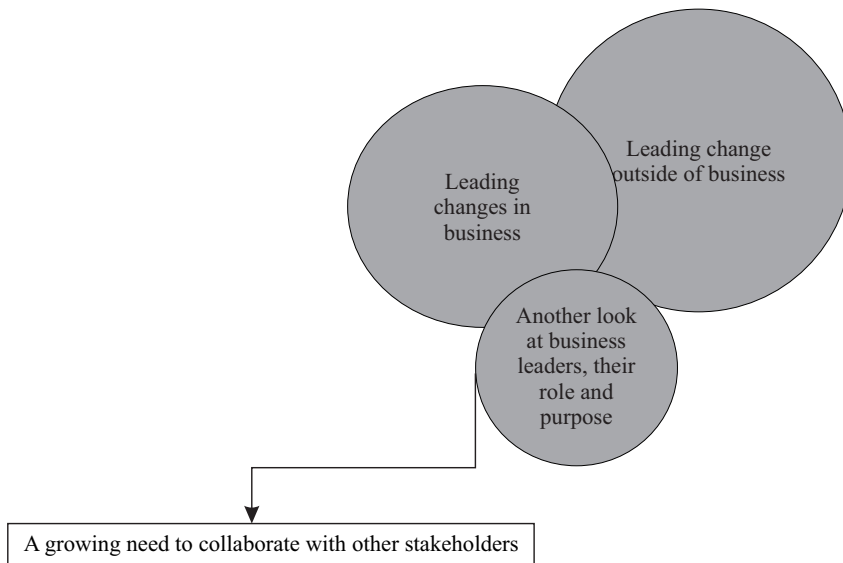 Leading change
outside of business
Leading
changes in
business
Another look
at business
leaders, their
role and
purpose
A growing need to collaborate with other stakeholders